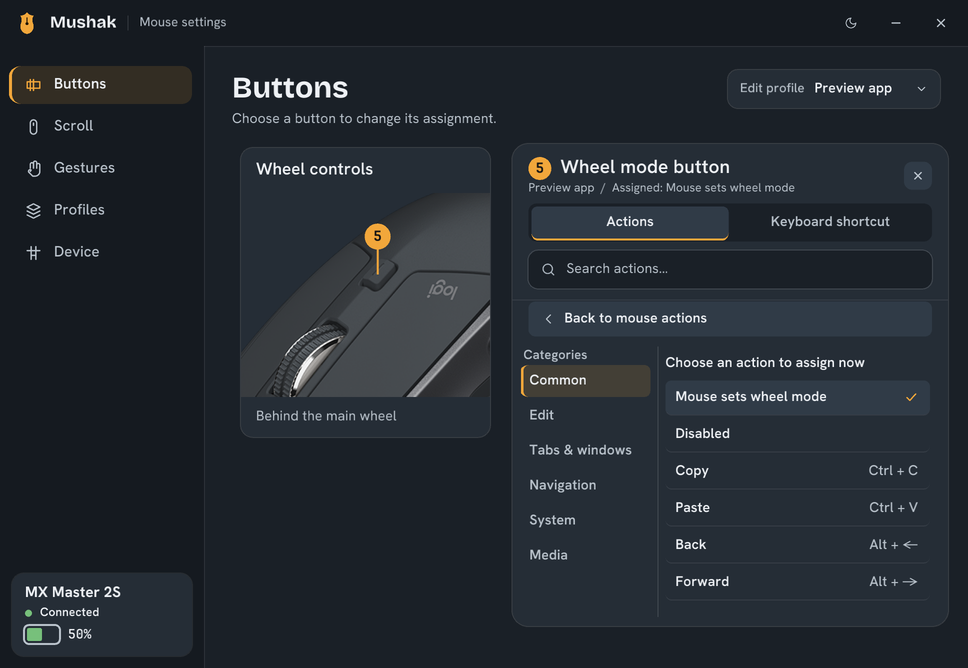 Mushak
Mouse settings
Buttons
Scroll
Gestures
Profiles
Device
MX Master 2S
Connected
50%
Buttons
Choose a button to change its assignment.
Edit profile Preview app
Wheel controls
5
logi
Behind the main wheel
5 Wheel mode button
Preview app / Assigned: Mouse sets wheel mode
Actions
Keyboard shortcut
Search actions...
Back to mouse actions
Categories
Common
Edit
Tabs & windows
Navigation
System
Media
Choose an action to assign now
Mouse sets wheel mode
Disabled
Copy Ctrl + C
Paste Ctrl + V
Back Alt + ←
Forward Alt + →